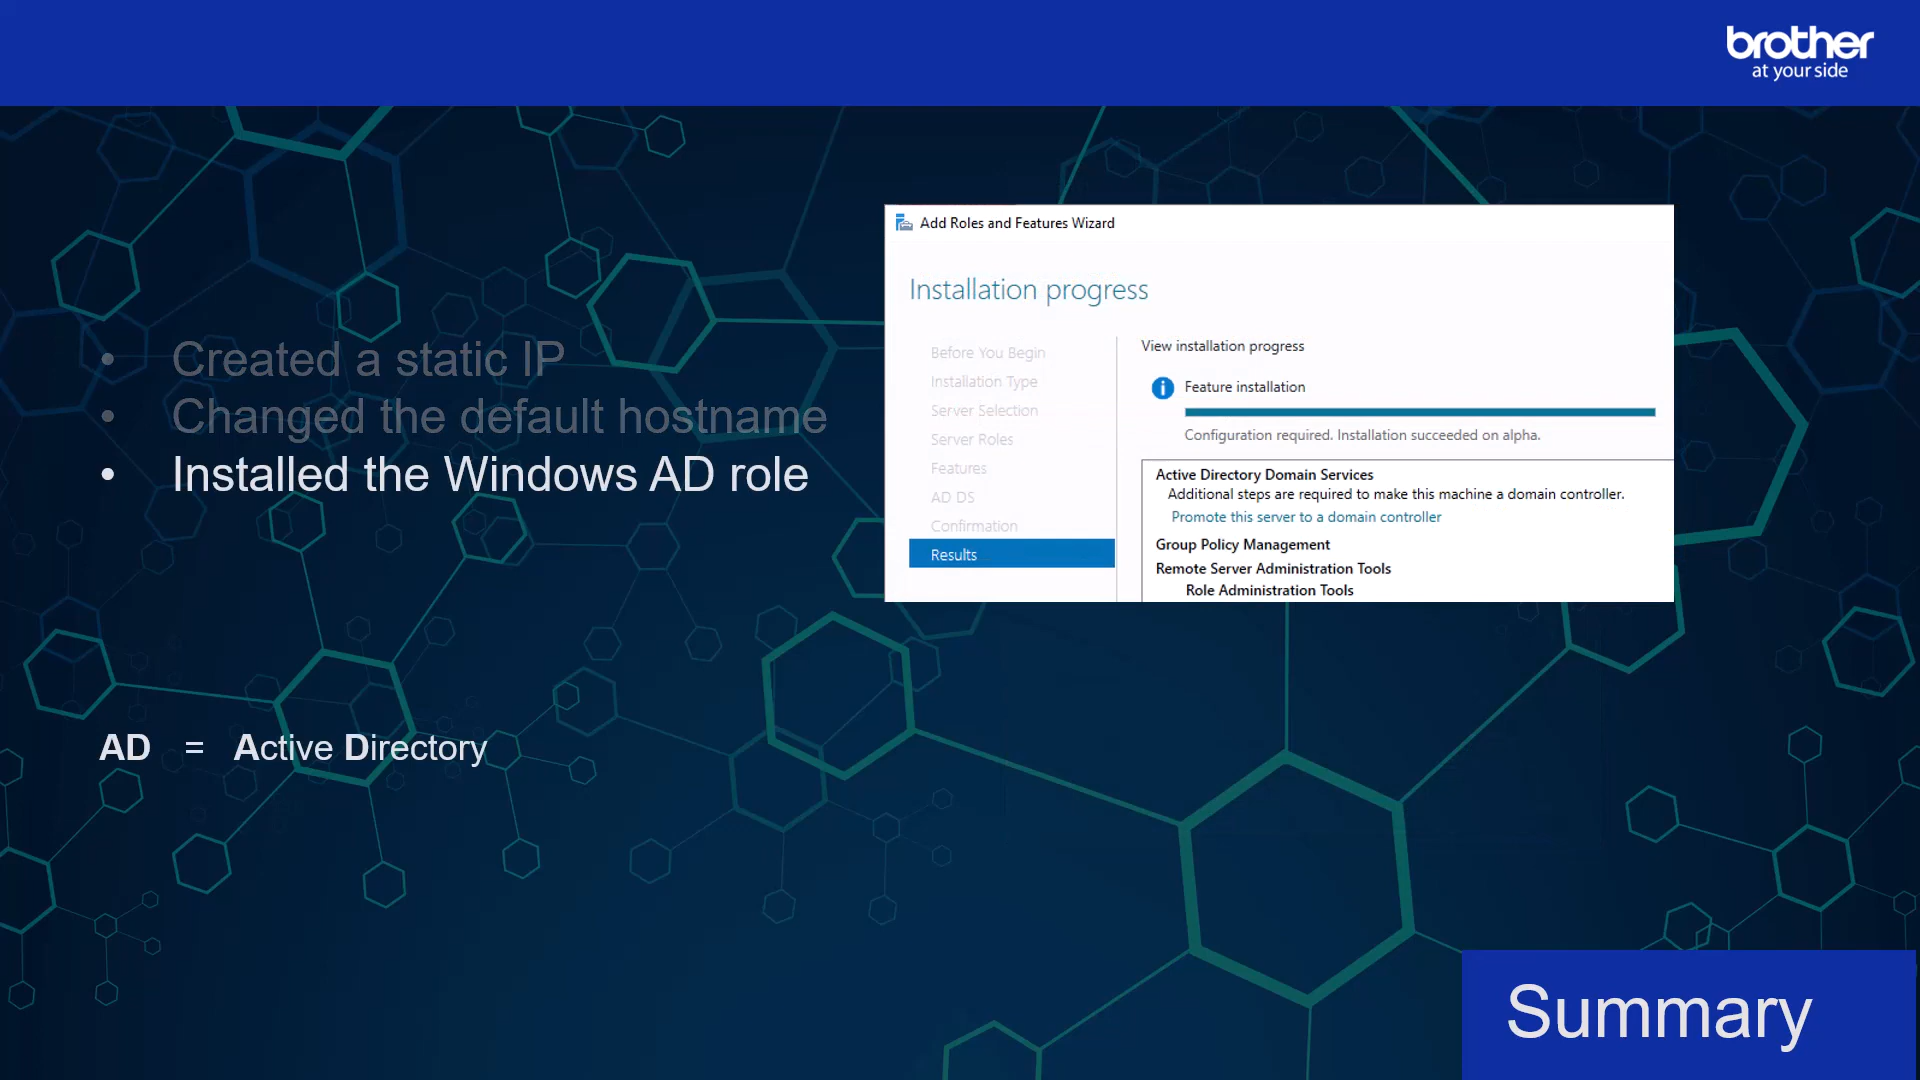 brother
at your side
• Created a static IP
• Changed the default hostname
• Installed the Windows AD role
AD = Active Directory
Add Roles and Features Wizard
Installation progress
Before You Begin
Installation Type
Server Selection
Server Roles
Features
AD DS
Confirmation
Results
View installation progress
Feature installation
Configuration required. Installation succeeded on alpha.
Active Directory Domain Services
Additional steps are required to make this machine a domain controller.
Promote this server to a domain controller
Group Policy Management
Remote Server Administration Tools
Role Administration Tools
Summary